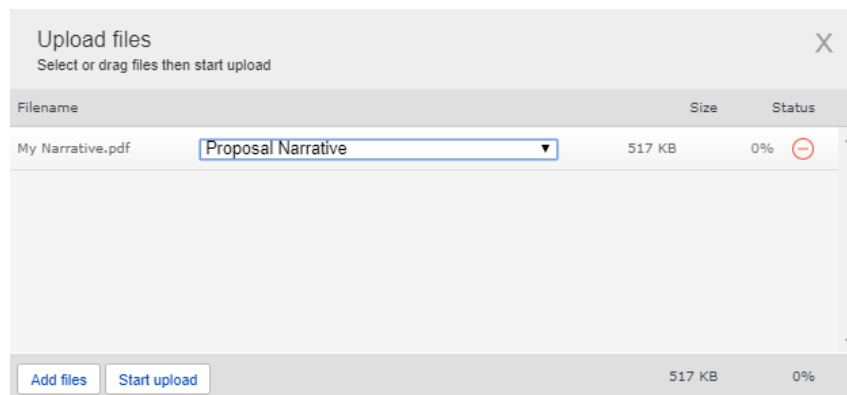 Upload files
X
Select or drag files then start upload
Filename Size Status
My Narrative.pdf Proposal Narrative 517 KB 0%
Add files Start upload 517 KB 0%